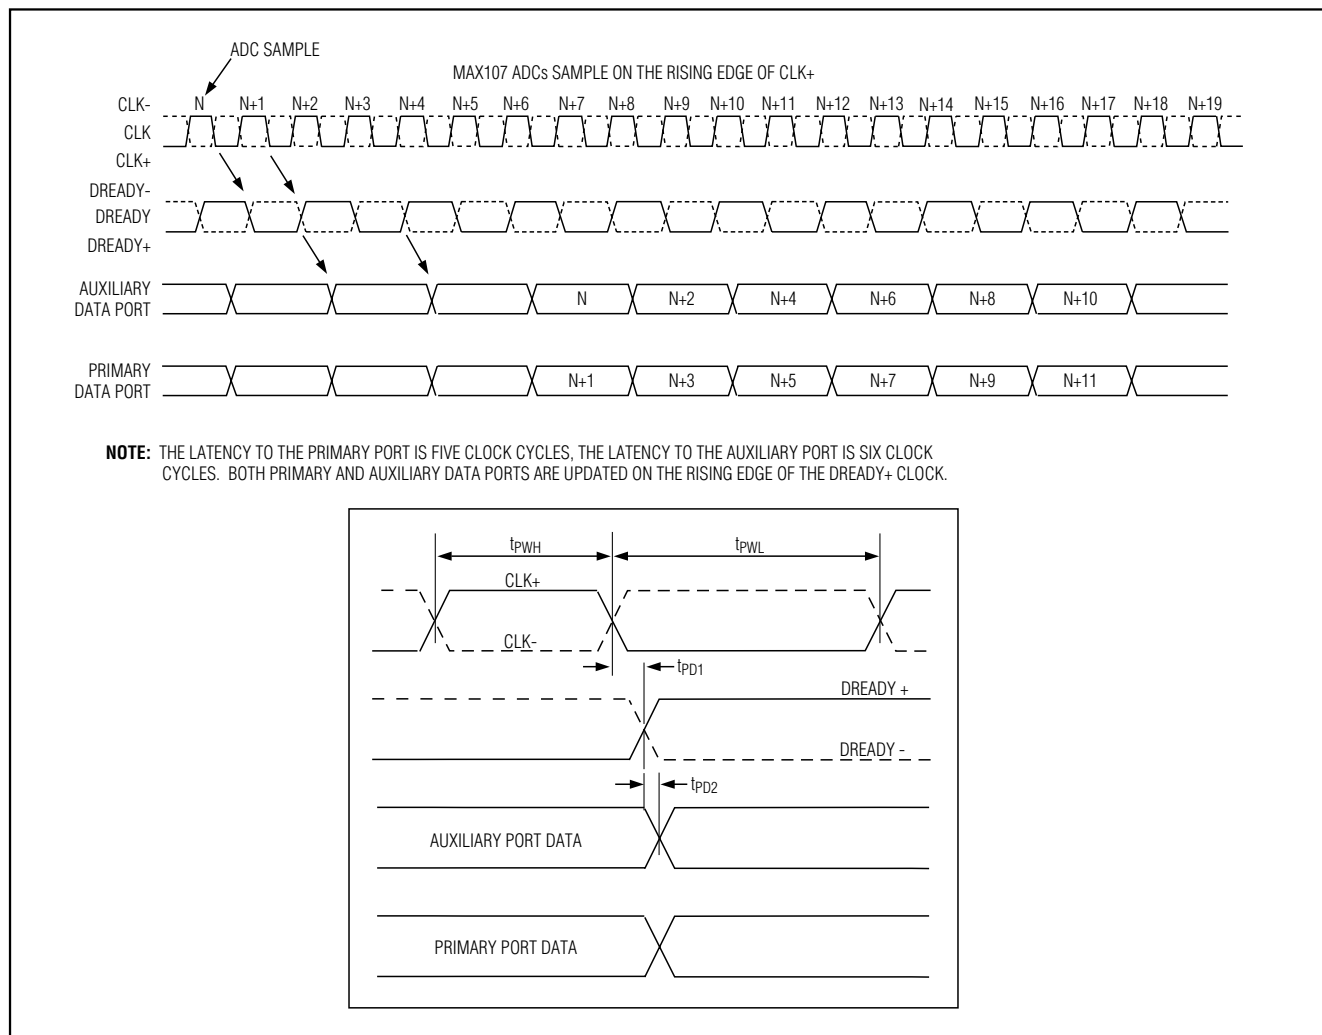 ADC SAMPLE
MAX107 ADCs SAMPLE ON THE RISING EDGE OF CLK+
CLK- N N+1 N+2 N+3 N+4 N+5 N+6 N+7 N+8 N+9 N+10 N+11 N+12 N+13 N+14 N+15 N+16 N+17 N+18 N+19
CLK
CLK+
DREADY-
DREADY
DREADY+
AUXILIARY
DATA PORT
N N+2 N+4 N+6 N+8 N+10
PRIMARY
DATA PORT
N+1 N+3 N+5 N+7 N+9 N+11
NOTE: THE LATENCY TO THE PRIMARY PORT IS FIVE CLOCK CYCLES, THE LATENCY TO THE AUXILIARY PORT IS SIX CLOCK
CYCLES. BOTH PRIMARY AND AUXILIARY DATA PORTS ARE UPDATED ON THE RISING EDGE OF THE DREADY+ CLOCK.
tPWH tPWL
CLK+
CLK-
tPD1
DREADY +
DREADY -
tPD2
AUXILIARY PORT DATA
PRIMARY PORT DATA